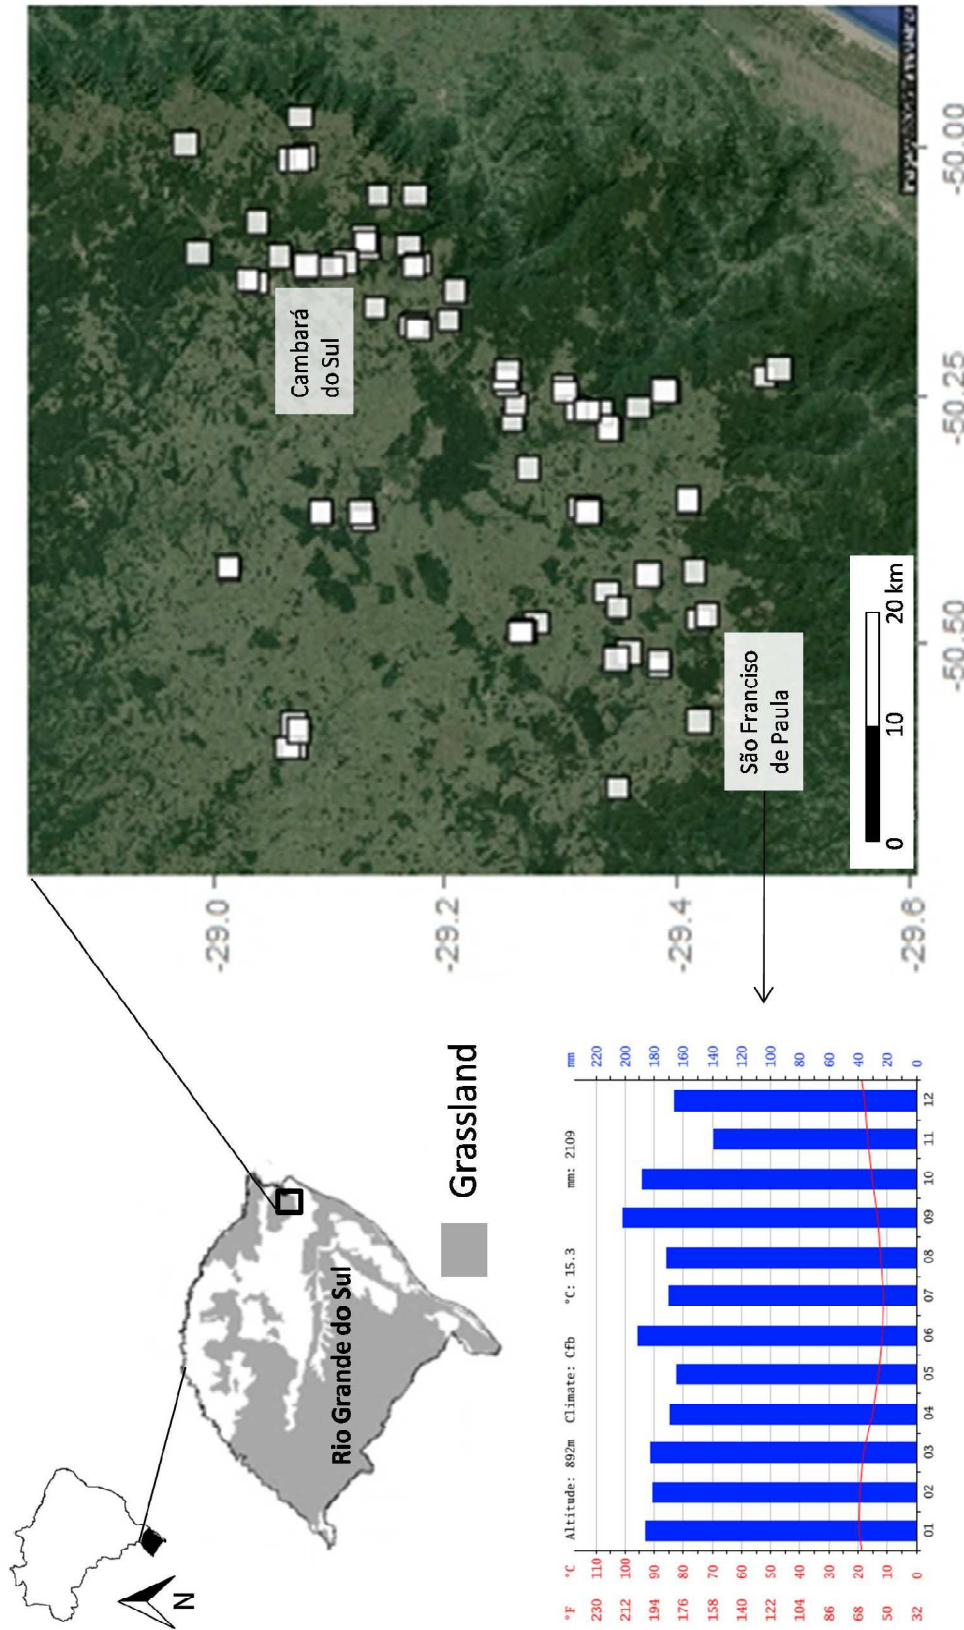 N
Rio Grande do Sul
Grassland
Cambará
do Sul
São Franciso
de Paula
0 10 20 km
-29.0
-29.2
-29.4
-29.6
-50.50
-50.25
-50.00
Altitude: 892m Climate: Cfb °C: 15.3 mm: 2109
°F °C mm
230 110 220
212 100 200
194 90 180
176 80 160
158 70 140
140 60 120
122 50 100
104 40 80
86 30 60
68 20 40
50 10 20
32 0 0
01 02 03 04 05 06 07 08 09 10 11 12